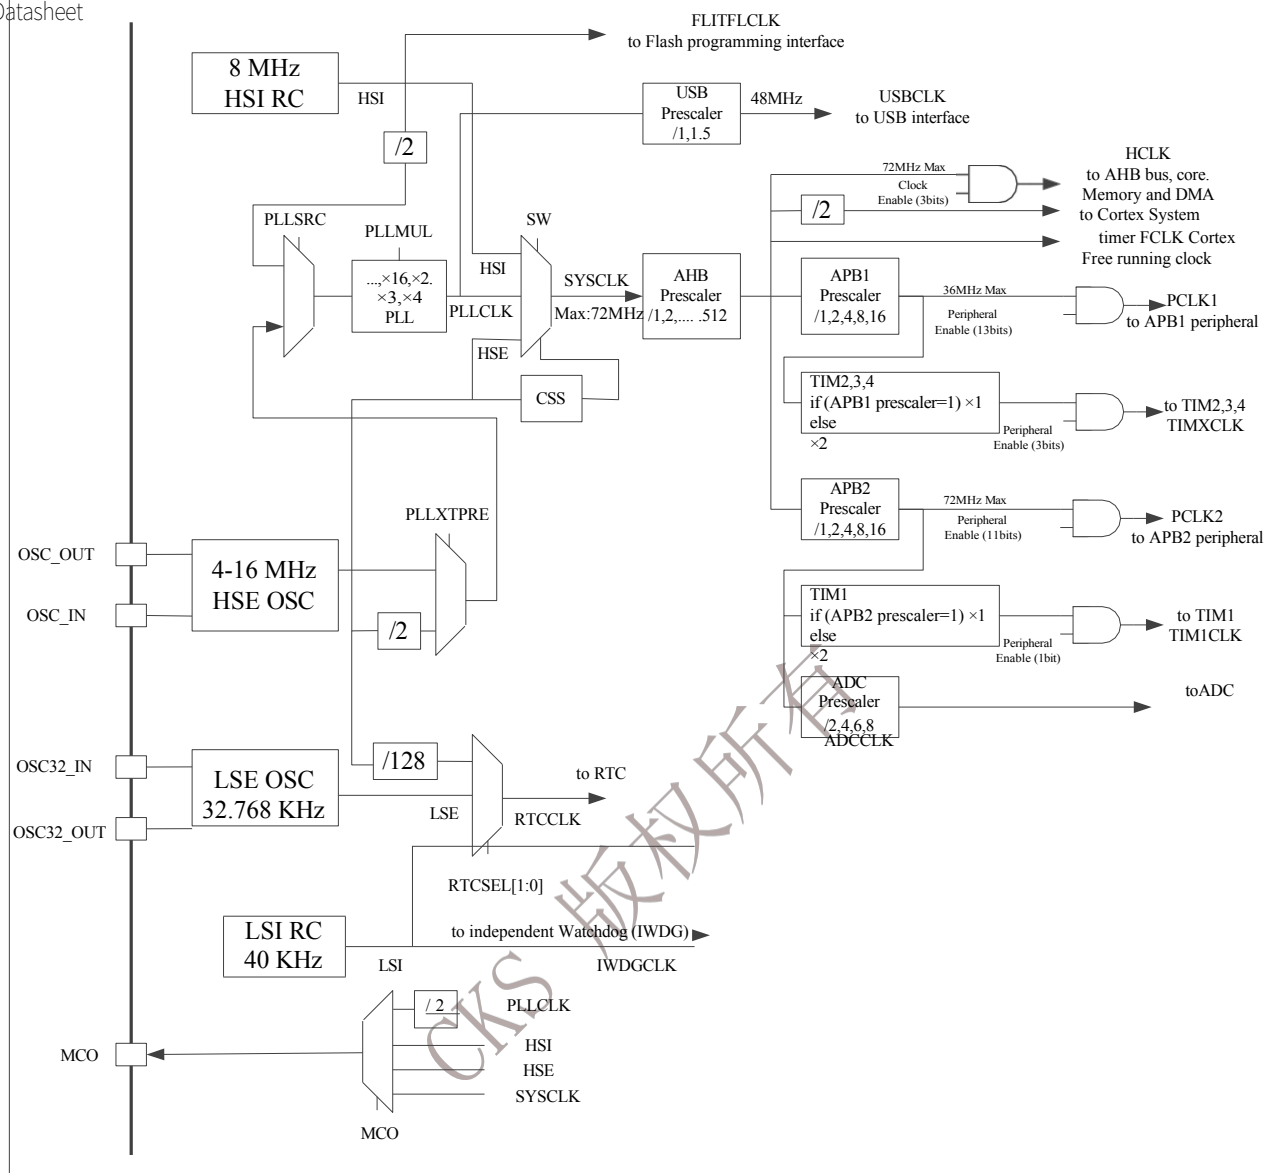 Datasheet
FLITFLCLK
to Flash programming interface
8 MHz
HSI RC
HSI
USB
Prescaler
/1,1.5
48MHz
USBCLK
to USB interface
/2
HCLK
to AHB bus, core.
Memory and DMA
72MHz Max
Clock
Enable (3bits)
/2
to Cortex System
timer FCLK Cortex
Free running clock
PLLSRC
PLLMUL
SW
...,×16,×2.
×3,×4
PLL
HSI
PLLCLK
HSE
SYSCLK
Max:72MHz
AHB
Prescaler
/1,2,.... .512
APB1
Prescaler
/1,2,4,8,16
36MHz Max
Peripheral
Enable (13bits)
PCLK1
to APB1 peripheral
CSS
TIM2,3,4
if (APB1 prescaler=1) ×1
else
×2
Peripheral
Enable (3bits)
to TIM2,3,4
TIMXCLK
APB2
Prescaler
/1,2,4,8,16
72MHz Max
Peripheral
Enable (11bits)
PCLK2
to APB2 peripheral
PLLXTPRE
OSC_OUT
OSC_IN
4-16 MHz
HSE OSC
/2
TIM1
if (APB2 prescaler=1) ×1
else
×2
Peripheral
Enable (1bit)
to TIM1
TIM1CLK
ADC
Prescaler
/2,4,6,8
ADCCLK
toADC
OSC32_IN
OSC32_OUT
LSE OSC
32.768 KHz
/128
LSE
to RTC
RTCCLK
RTCSEL[1:0]
LSI RC
40 KHz
LSI
to independent Watchdog (IWDG)
IWDGCLK
/ 2
PLLCLK
HSI
HSE
SYSCLK
MCO
MCO
CKS 版权所有